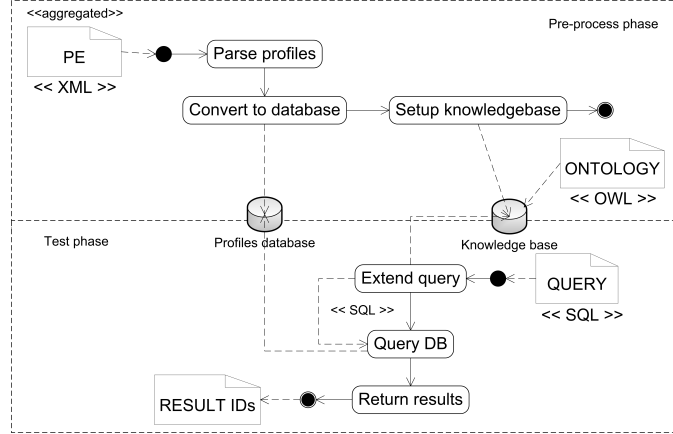 <<aggregated>>
Pre-process phase
PE
<< XML >>
Parse profiles
Convert to database
Setup knowledgebase
ONTOLOGY
<< OWL >>
Test phase
Profiles database
Knowledge base
Extend query
QUERY
<< SQL >>
<< SQL >>
Query DB
RESULT IDs
Return results